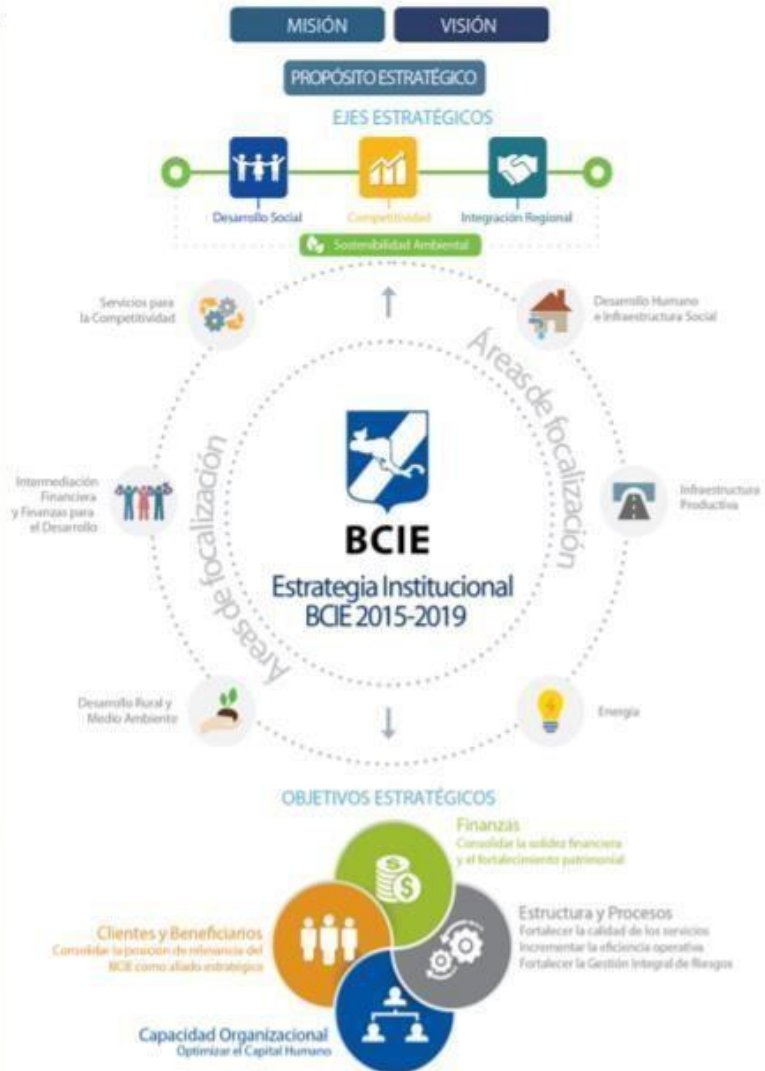 MISIÓN
VISIÓN
PROPÓSITO ESTRATÉGICO
EJES ESTRATÉGICOS
Desarrollo Social
Competitividad
Integración Regional
Sostenibilidad Ambiental
Servicios para
la Competitividad
Desarrollo Humano
e Infraestructura Social
Áreas de focalización
Áreas de focalización
Intermediación
Financiera
y Finanzas para
el Desarrollo
Infraestructura
Productiva
BCIE
Estrategia Institucional
BCIE 2015-2019
Desarrollo Rural y
Medio Ambiente
Energía
OBJETIVOS ESTRATÉGICOS
Finanzas
Consolidar la solidez financiera
y el fortalecimiento patrimonial
Clientes y Beneficiarios
Consolidar la posición de relevancia del
BCIE como aliado estratégico
Estructura y Procesos
Fortalecer la calidad de los servicios
Incrementar la eficiencia operativa
Fortalecer la Gestión Integral de Riesgos
Capacidad Organizacional
Optimizar el Capital Humano